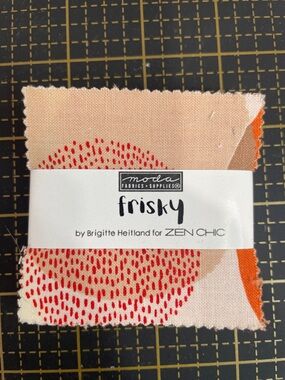 moda
FABRICS + SUPPLIES®
frisky
by Brigitte Heitland for ZEN CHIC